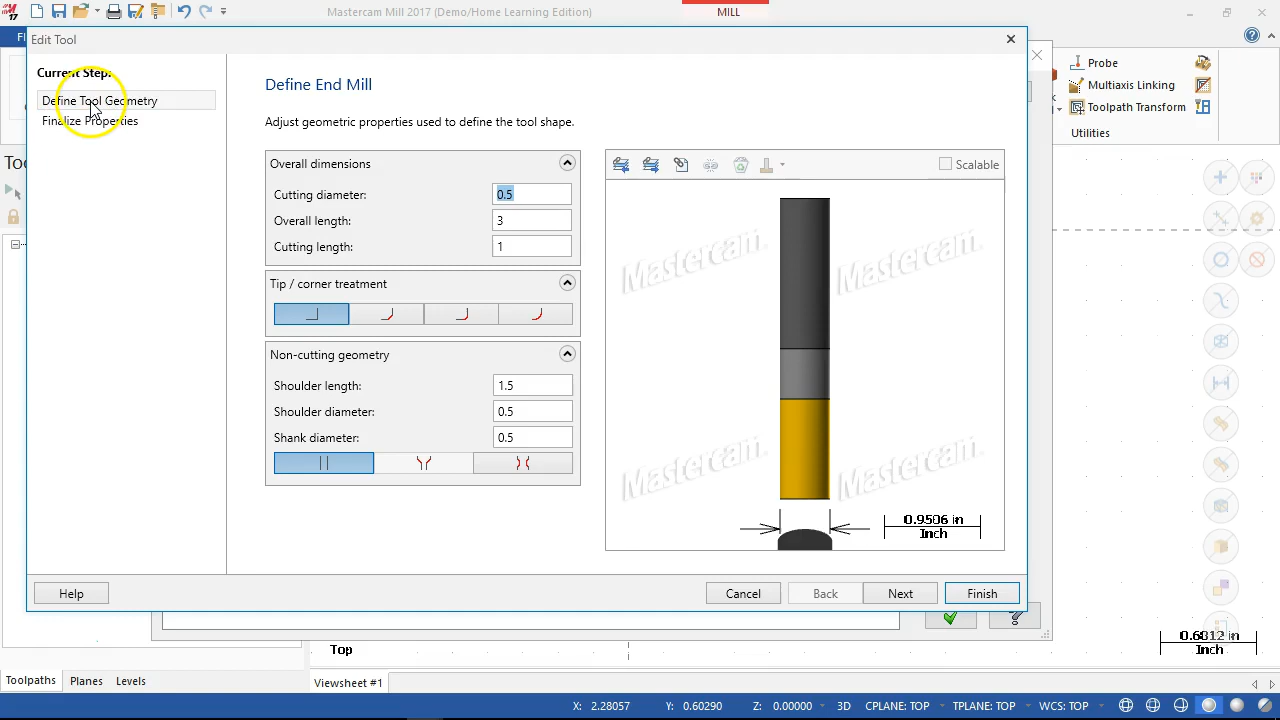 17
Mastercam Mill 2017 (Demo/Home Learning Edition)
MILL
Edit Tool
Current Step:
Define Tool Geometry
Finalize Properties
Define End Mill
Adjust geometric properties used to define the tool shape.
Overall dimensions
Cutting diameter: 0.5
Overall length: 3
Cutting length: 1
Tip / corner treatment
Non-cutting geometry
Shoulder length: 1.5
Shoulder diameter: 0.5
Shank diameter: 0.5
Scalable
Mastercam.
Mastercam.
Mastercam.
Mastercam.
0.9506 in
Inch
Help
Cancel
Back
Next
Finish
Probe
Multiaxis Linking
Toolpath Transform
Utilities
Top
0.6312 in
Inch
Toolpaths
Planes
Levels
Viewsheet #1
X: 2.28057
Y: 0.60290
Z: 0.00000
3D
CPLANE: TOP
TPLANE: TOP
WCS: TOP